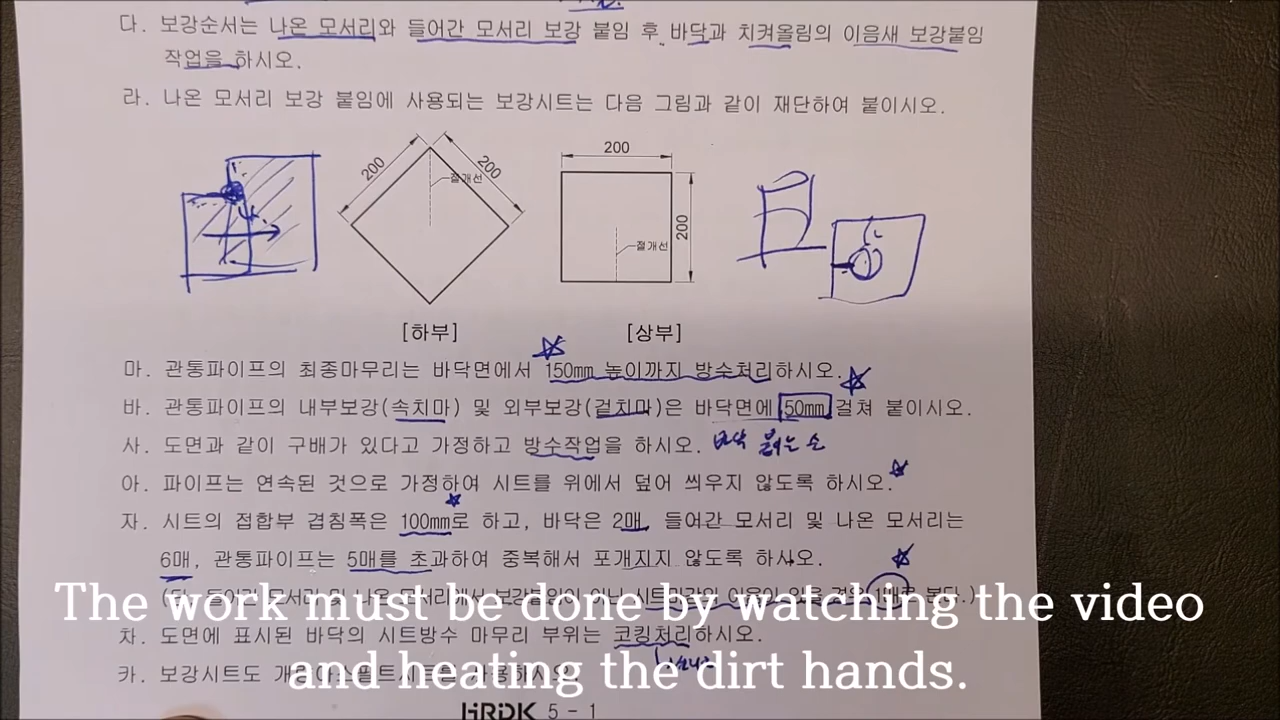 다. 보강순서는 나온 모서리와 들어간 모서리 보강 붙임 후, 바닥과 치켜올림의 이음새 보강붙임
작업을 하시오.
라. 나온 모서리 보강 붙임에 사용되는 보강시트는 다음 그림과 같이 재단하여 붙이시오.
200 200 절개선
200 200 절개선
[하부] [상부]
마. 관통파이프의 최종마무리는 바닥면에서 150mm 높이까지 방수처리하시오.
바. 관통파이프의 내부보강(속치마) 및 외부보강(겉치마)은 바닥면에 50mm 걸쳐 붙이시오.
사. 도면과 같이 구배가 있다고 가정하고 방수작업을 하시오. 바닥
아. 파이프는 연속된 것으로 가정하여 시트를 위에서 덮어 씌우지 않도록 하시오.
자. 시트의 접합부 겹침폭은 100mm로 하고, 바닥은 2매, 들어간 모서리 및 나온 모서리는
6매, 관통파이프는 5매를 초과하여 중복해서 포개지지 않도록 하시오.
The work must be done by watching the video
차. 도면에 표시된 바닥의 시트방수 마무리 부위는 코킹처리하시오.
and heating the dirt hands.
카. 보강시트도
HRDK 5 - 1